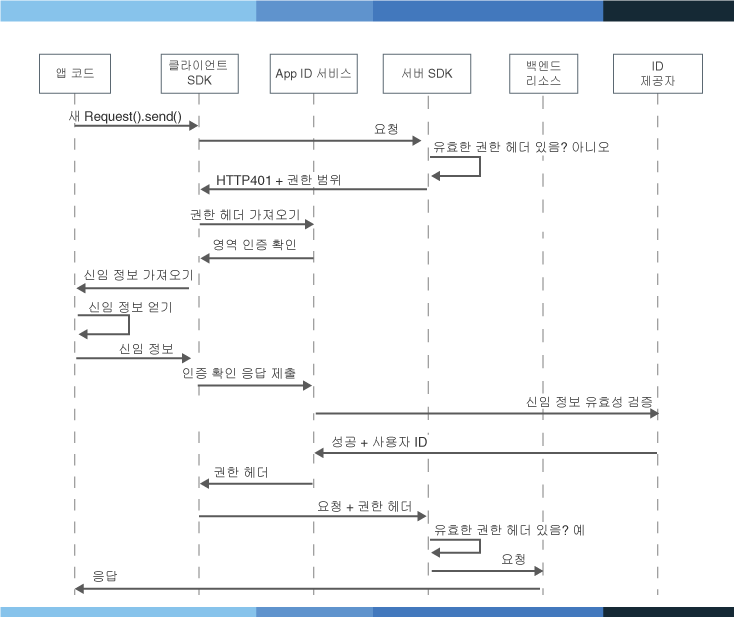 앱 코드
클라이언트
SDK
App ID 서비스
서버 SDK
백엔드
리소스
ID
제공자
새 Request().send()
요청
유효한 권한 헤더 있음? 아니오
HTTP401 + 권한 범위
권한 헤더 가져오기
영역 인증 확인
신임 정보 가져오기
신임 정보 얻기
신임 정보
인증 확인 응답 제출
신임 정보 유효성 검증
성공 + 사용자 ID
권한 헤더
요청 + 권한 헤더
유효한 권한 헤더 있음? 예
요청
응답